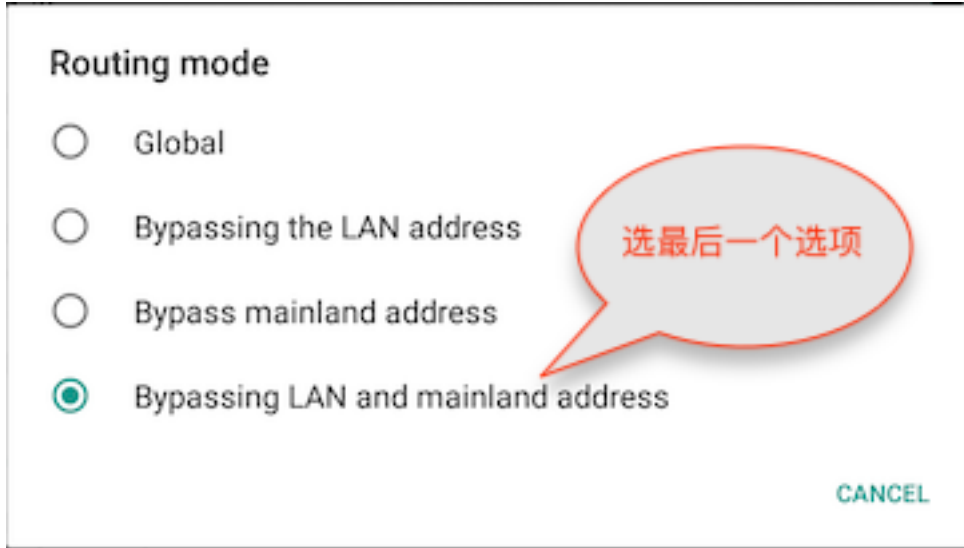 Routing mode
Global
Bypassing the LAN address
选最后一个选项
Bypass mainland address
Bypassing LAN and mainland address
CANCEL